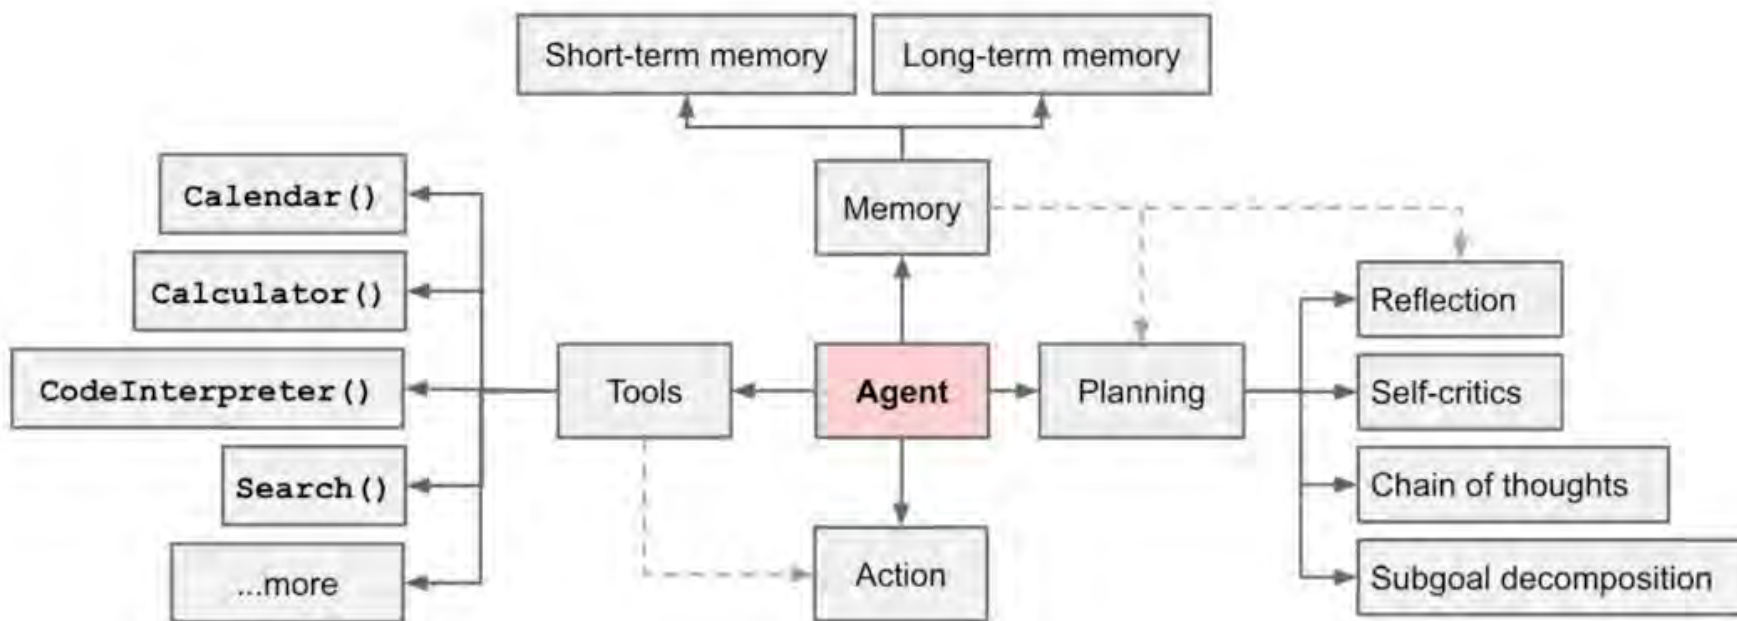 Short-term memory
Long-term memory
Calendar()
Memory
Calculator()
Reflection
CodeInterpreter()
Tools
Agent
Planning
Self-critics
Search()
Chain of thoughts
...more
Action
Subgoal decomposition